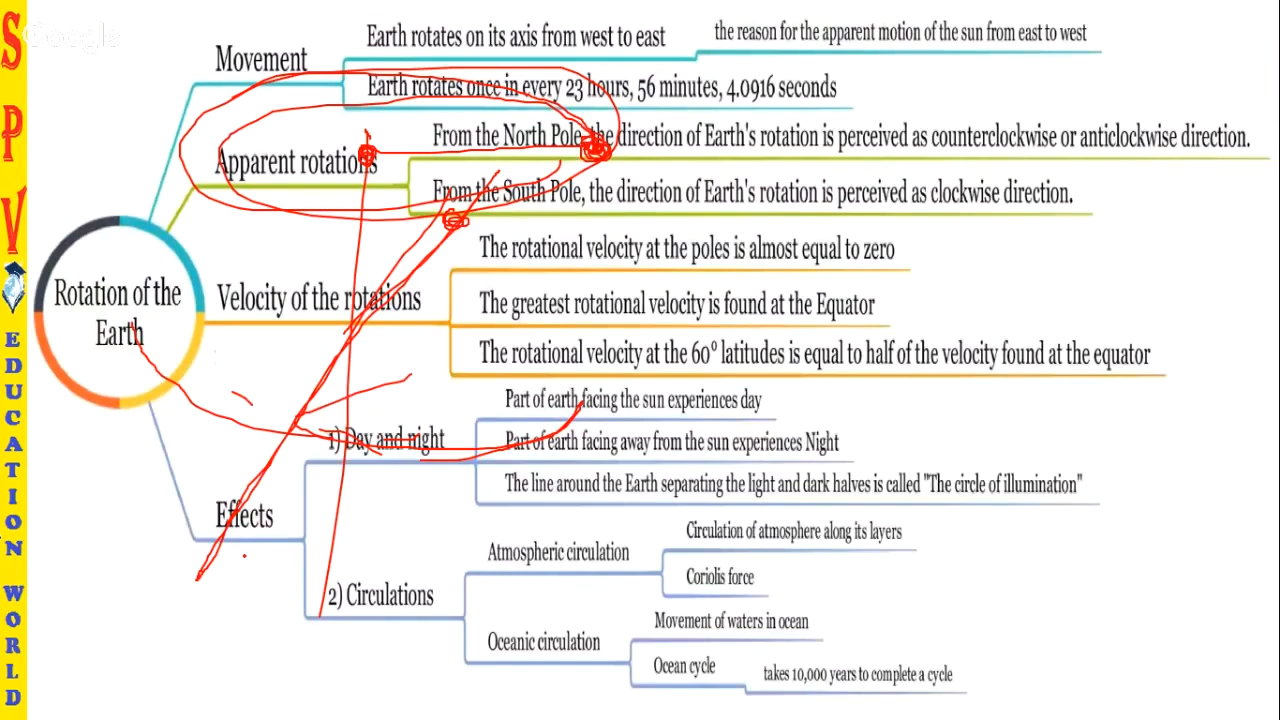 Google
SPV
EDUCATION WORLD
Rotation of the
Earth
Movement
Earth rotates on its axis from west to east
the reason for the apparent motion of the sun from east to west
Earth rotates once in every 23 hours, 56 minutes, 4.0916 seconds
Apparent rotations
From the North Pole, the direction of Earth's rotation is perceived as counterclockwise or anticlockwise direction.
From the South Pole, the direction of Earth's rotation is perceived as clockwise direction.
Velocity of the rotations
The rotational velocity at the poles is almost equal to zero
The greatest rotational velocity is found at the Equator
The rotational velocity at the 60° latitudes is equal to half of the velocity found at the equator
Effects
1) Day and night
Part of earth facing the sun experiences day
Part of earth facing away from the sun experiences Night
The line around the Earth separating the light and dark halves is called "The circle of illumination"
2) Circulations
Atmospheric circulation
Circulation of atmosphere along its layers
Coriolis force
Oceanic circulation
Movement of waters in ocean
Ocean cycle
takes 10,000 years to complete a cycle